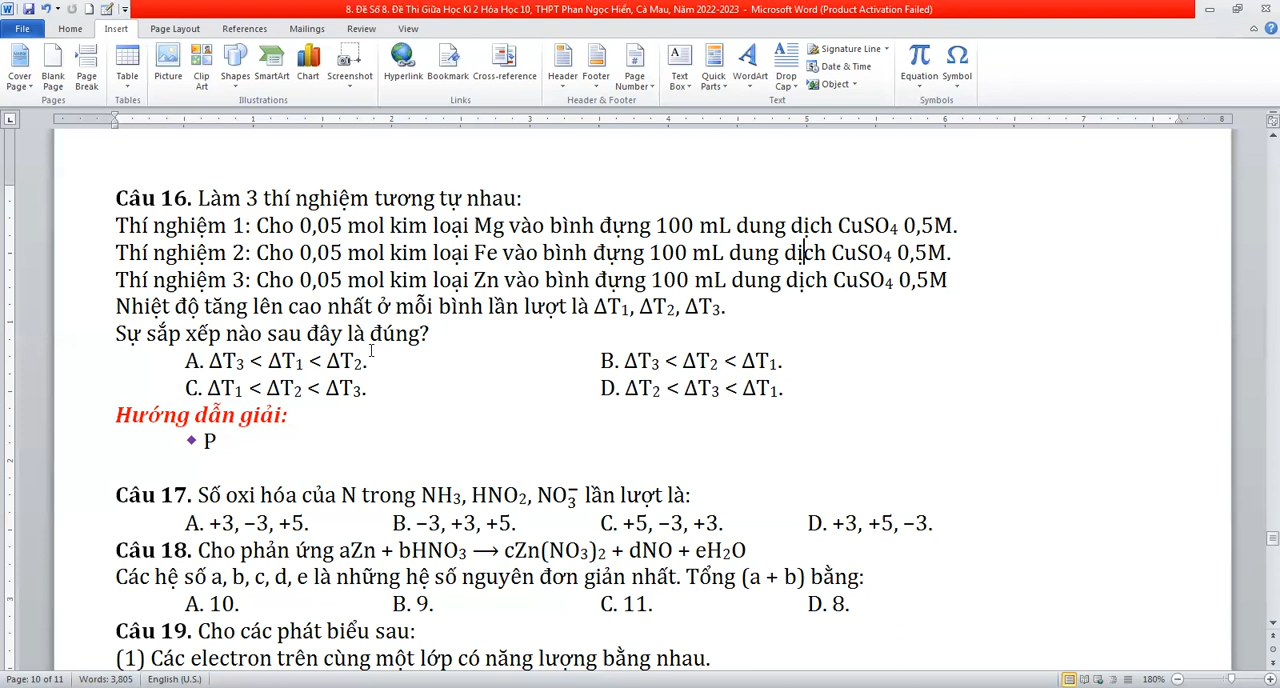 8. Đề Số 8. Đề Thi Giữa Học Kì 2 Hóa Học 10, THPT Phan Ngọc Hiển, Cà Mau, Năm 2022-2023 - Microsoft Word (Product Activation Failed)
File Home Insert Page Layout References Mailings Review View
Cover Page Blank Page Page Break Table Picture Clip Art Shapes SmartArt Chart Screenshot Hyperlink Bookmark Cross-reference Header Footer Page Number Text Box Quick Parts WordArt Drop Cap Signature Line Date & Time Object Equation Symbol
Pages Tables Illustrations Links Header & Footer Text Symbols
1 2 3 4 5 6 7 8
Câu 16. Làm 3 thí nghiệm tương tự nhau:
Thí nghiệm 1: Cho 0,05 mol kim loại Mg vào bình đựng 100 mL dung dịch CuSO₄ 0,5M.
Thí nghiệm 2: Cho 0,05 mol kim loại Fe vào bình đựng 100 mL dung dịch CuSO₄ 0,5M.
Thí nghiệm 3: Cho 0,05 mol kim loại Zn vào bình đựng 100 mL dung dịch CuSO₄ 0,5M
Nhiệt độ tăng lên cao nhất ở mỗi bình lần lượt là ΔT₁, ΔT₂, ΔT₃.
Sự sắp xếp nào sau đây là đúng?
A. ΔT₃ < ΔT₁ < ΔT₂. B. ΔT₃ < ΔT₂ < ΔT₁.
C. ΔT₁ < ΔT₂ < ΔT₃. D. ΔT₂ < ΔT₃ < ΔT₁.
Hướng dẫn giải:
❖ P
Câu 17. Số oxi hóa của N trong NH₃, HNO₂, NO₃⁻ lần lượt là:
A. +3, −3, +5. B. −3, +3, +5. C. +5, −3, +3. D. +3, +5, −3.
Câu 18. Cho phản ứng aZn + bHNO₃ ⟶ cZn(NO₃)₂ + dNO + eH₂O
Các hệ số a, b, c, d, e là những hệ số nguyên đơn giản nhất. Tổng (a + b) bằng:
A. 10. B. 9. C. 11. D. 8.
Câu 19. Cho các phát biểu sau:
(1) Các electron trên cùng một lớp có năng lượng bằng nhau.
Page: 10 of 11 Words: 3,805 English (U.S.) 180%